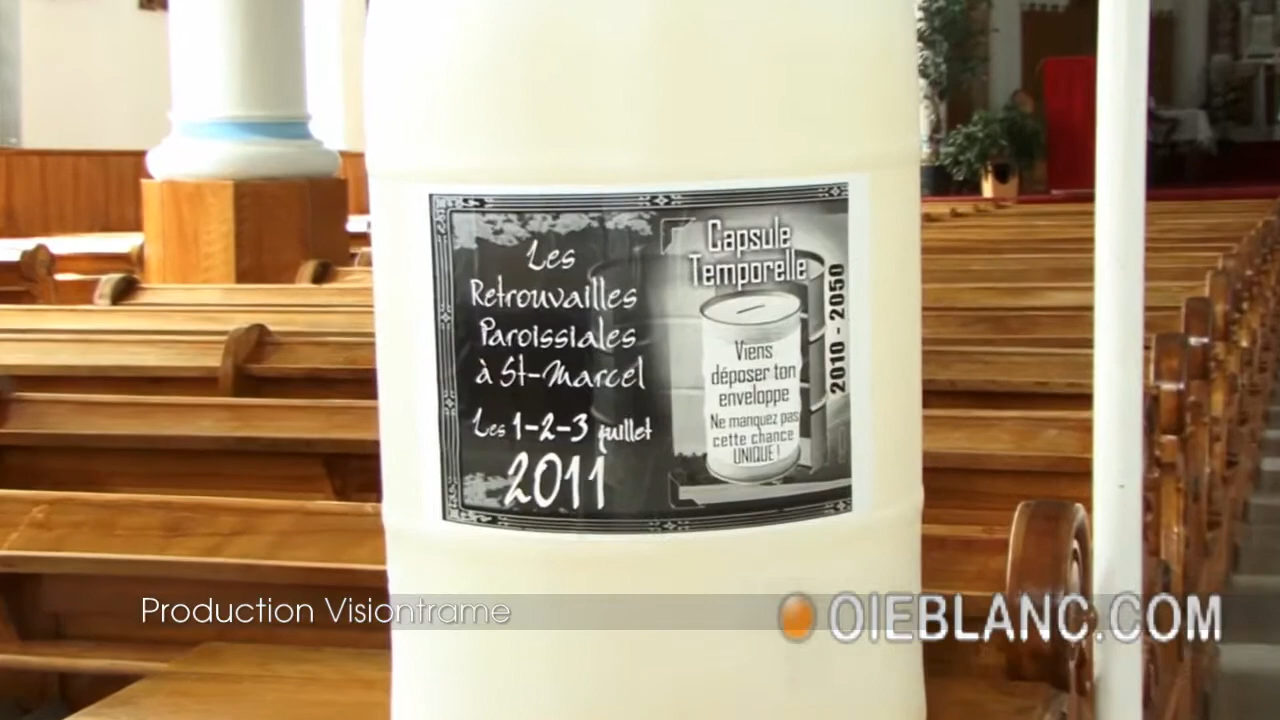 Les
Retrouvailles
Paroissiales
à St-Marcel
Les 1-2-3 juillet
2011
Capsule
Temporelle
2010 - 2050
Viens
déposer ton
enveloppe
Ne manquez pas
cette chance
UNIQUE !
Production Visiontrame
OIEBLANC.COM